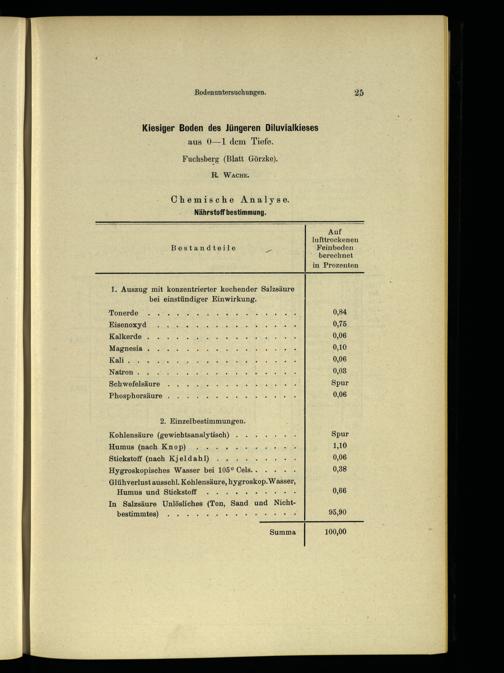 Bodenuntersuchungen. 25
Kiesiger Boden des Jüngeren Diluvialkieses
aus 0—1 dcm Tiefe.
Fuchsberg (Blatt Görzke).
R. Wache.
Chemische Analyse.
Nährstoffbestimmung.
Bestandteile
Auf
lufttrockenen
Feinboden
berechnet
in Prozenten
1. Auszug mit konzentrierter kochender Salzsäure
bei einstündiger Einwirkung.
Tonerde . . . . . . . . . . . . . . . . 0,84
Eisenoxyd . . . . . . . . . . . . . . . 0,75
Kalkerde . . . . . . . . . . . . . . . . 0,06
Magnesia . . . . . . . . . . . . . . . . 0,10
Kali . . . . . . . . . . . . . . . . . . 0,06
Natron . . . . . . . . . . . . . . . . . 0,03
Schwefelsäure . . . . . . . . . . . . . Spur
Phosphorsäure . . . . . . . . . . . . . 0,06
2. Einzelbestimmungen.
Kohlensäure (gewichtsanalytisch) . . . . . . . Spur
Humus (nach Knop) . . . . . . . . . . 1,10
Stickstoff (nach Kjeldahl) . . . . . . . . . 0,06
Hygroskopisches Wasser bei 105° Cels. . . . . . 0,38
Glühverlust ausschl. Kohlensäure, hygroskop. Wasser,
Humus und Stickstoff . . . . . . . . . . 0,66
In Salzsäure Unlösliches (Ton, Sand und Nicht-
bestimmtes) . . . . . . . . . . . . . . 95,90
Summa 100,00